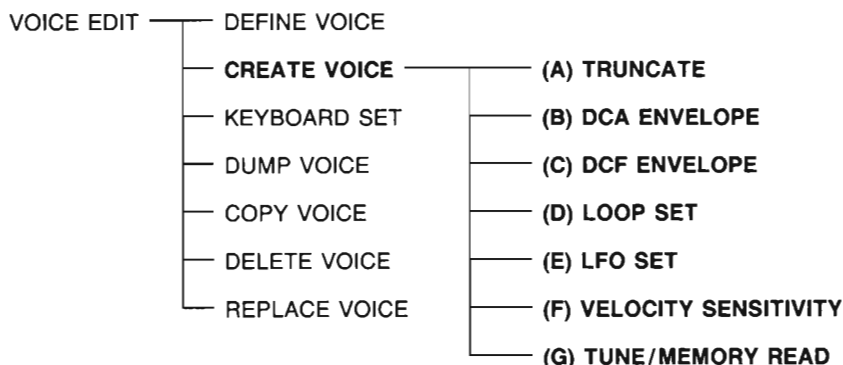 VOICE EDIT DEFINE VOICE
CREATE VOICE (A) TRUNCATE
KEYBOARD SET (B) DCA ENVELOPE
DUMP VOICE (C) DCF ENVELOPE
COPY VOICE (D) LOOP SET
DELETE VOICE (E) LFO SET
REPLACE VOICE (F) VELOCITY SENSITIVITY
(G) TUNE/MEMORY READ